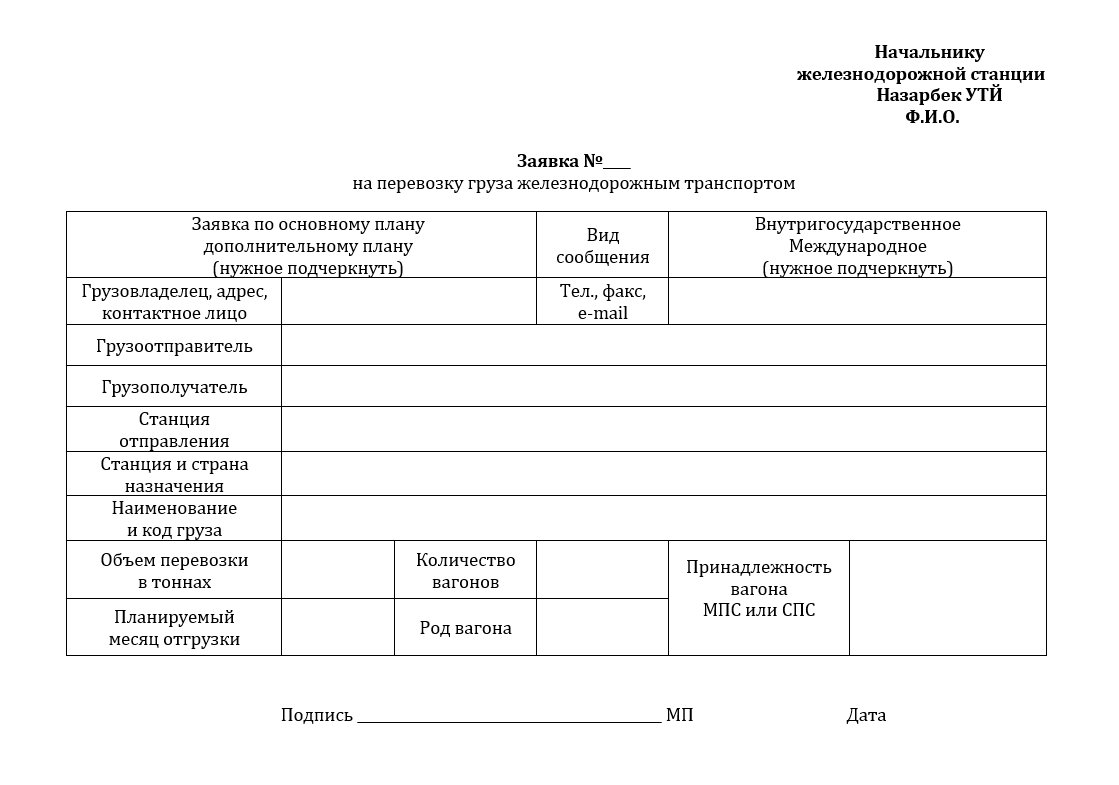 Начальнику
железнодорожной станции
Назарбек УТЙ
Ф.И.О.
Заявка №___
на перевозку груза железнодорожным транспортом
Заявка по основному плану
дополнительному плану
(нужное подчеркнуть)
Вид
сообщения
Внутригосударственное
Международное
(нужное подчеркнуть)
Грузовладелец, адрес,
контактное лицо
Тел., факс,
e-mail
Грузоотправитель
Грузополучатель
Станция
отправления
Станция и страна
назначения
Наименование
и код груза
Объем перевозки
в тоннах
Количество
вагонов
Принадлежность
вагона
МПС или СПС
Планируемый
месяц отгрузки
Род вагона
Подпись __________________________________ МП Дата